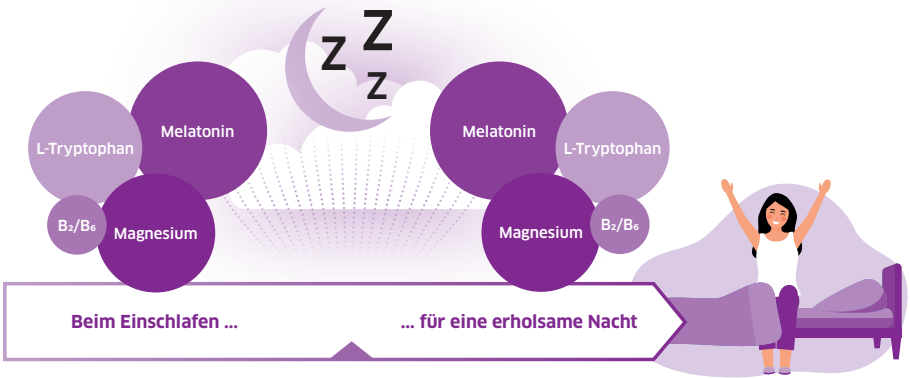 Z
Z
Z
Melatonin
L-Tryptophan
B₂/B₆
Magnesium
Melatonin
L-Tryptophan
B₂/B₆
Magnesium
Beim Einschlafen ...
... für eine erholsame Nacht